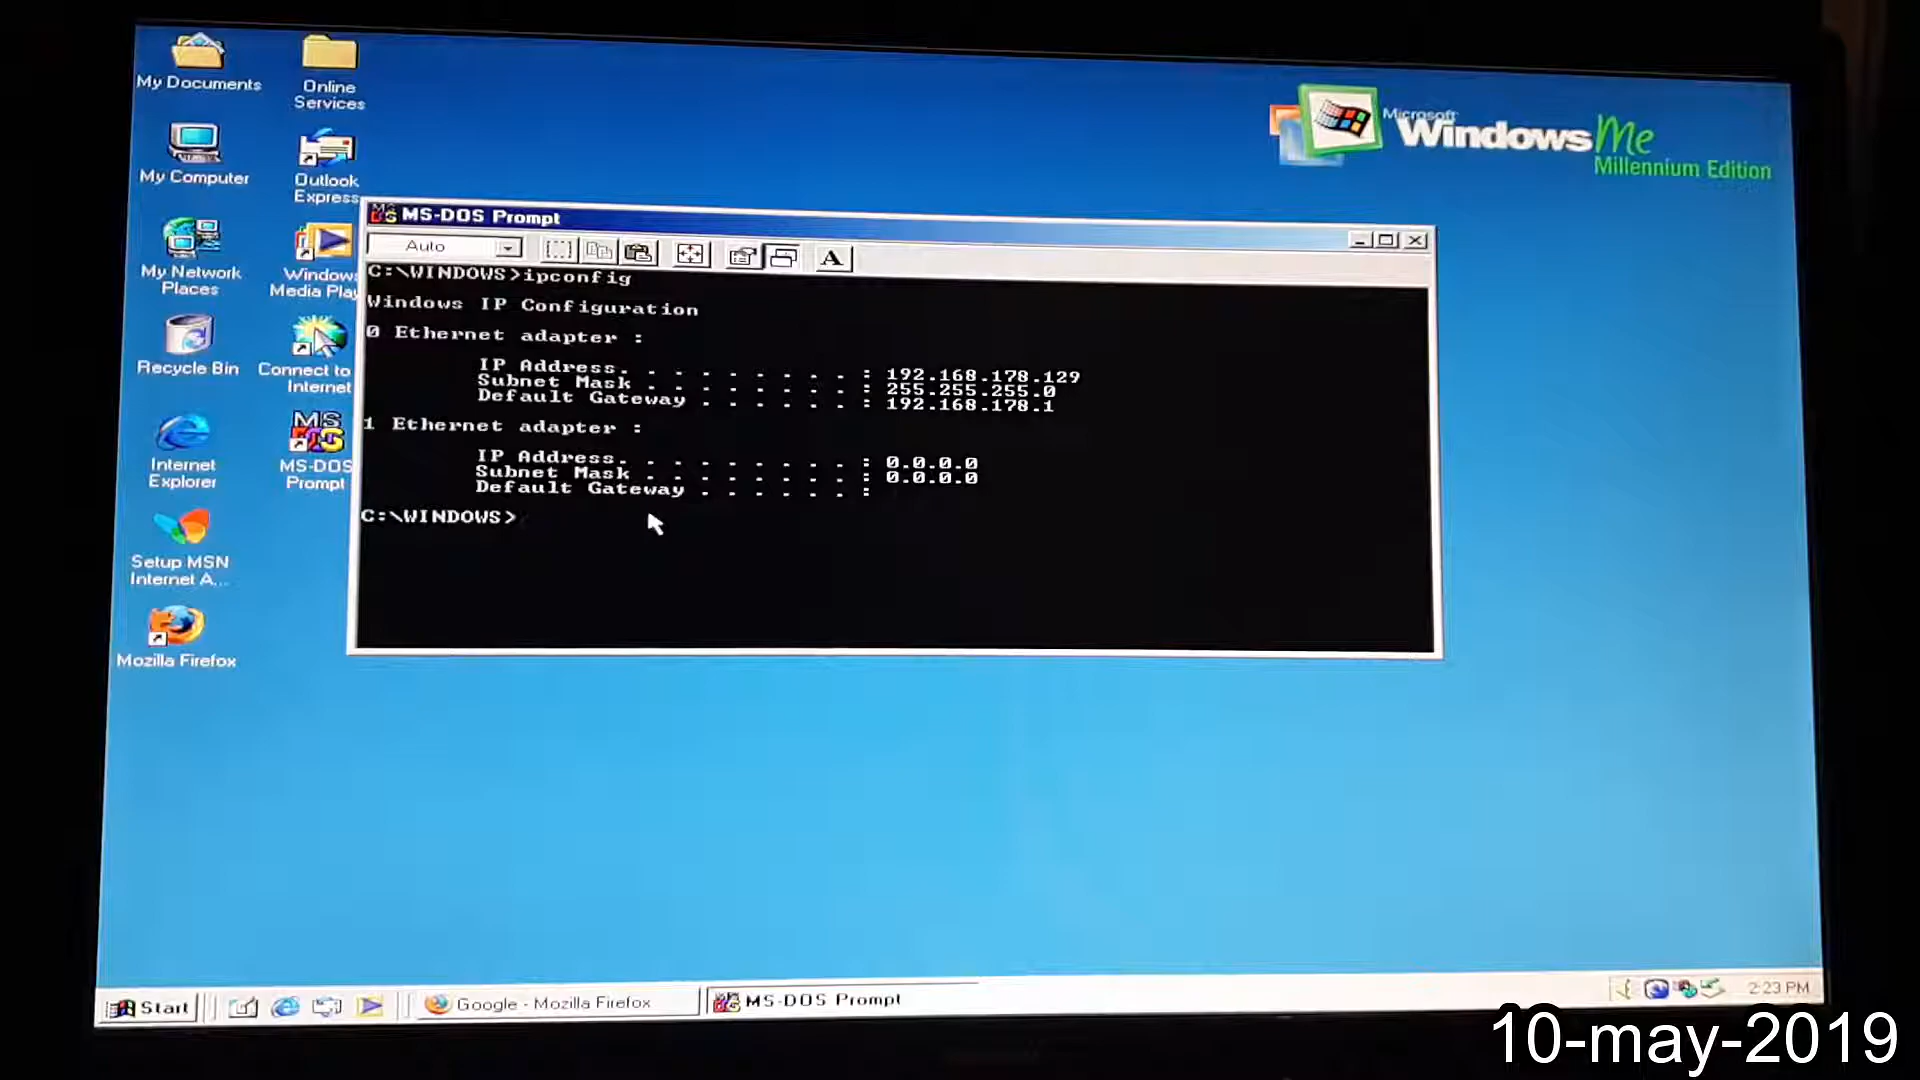 My Documents
Online
Services
Microsoft
Windows Me
Millennium Edition
My Computer
Outlook
Express
My Network
Places
Windows
Media Play
Recycle Bin
Connect to
Internet
Internet
Explorer
MS-DOS
Prompt
Setup MSN
Internet A...
Mozilla Firefox
MS-DOS Prompt
Auto
A
C:\WINDOWS>ipconfig
Windows IP Configuration
0 Ethernet adapter :
IP Address. . . . . . . . . : 192.168.178.129
Subnet Mask . . . . . . . . : 255.255.255.0
Default Gateway . . . . . . : 192.168.178.1
1 Ethernet adapter :
IP Address. . . . . . . . . : 0.0.0.0
Subnet Mask . . . . . . . . : 0.0.0.0
Default Gateway . . . . . . :
C:\WINDOWS>
Start
Google - Mozilla Firefox
MS-DOS Prompt
2:23 PM
10-may-2019